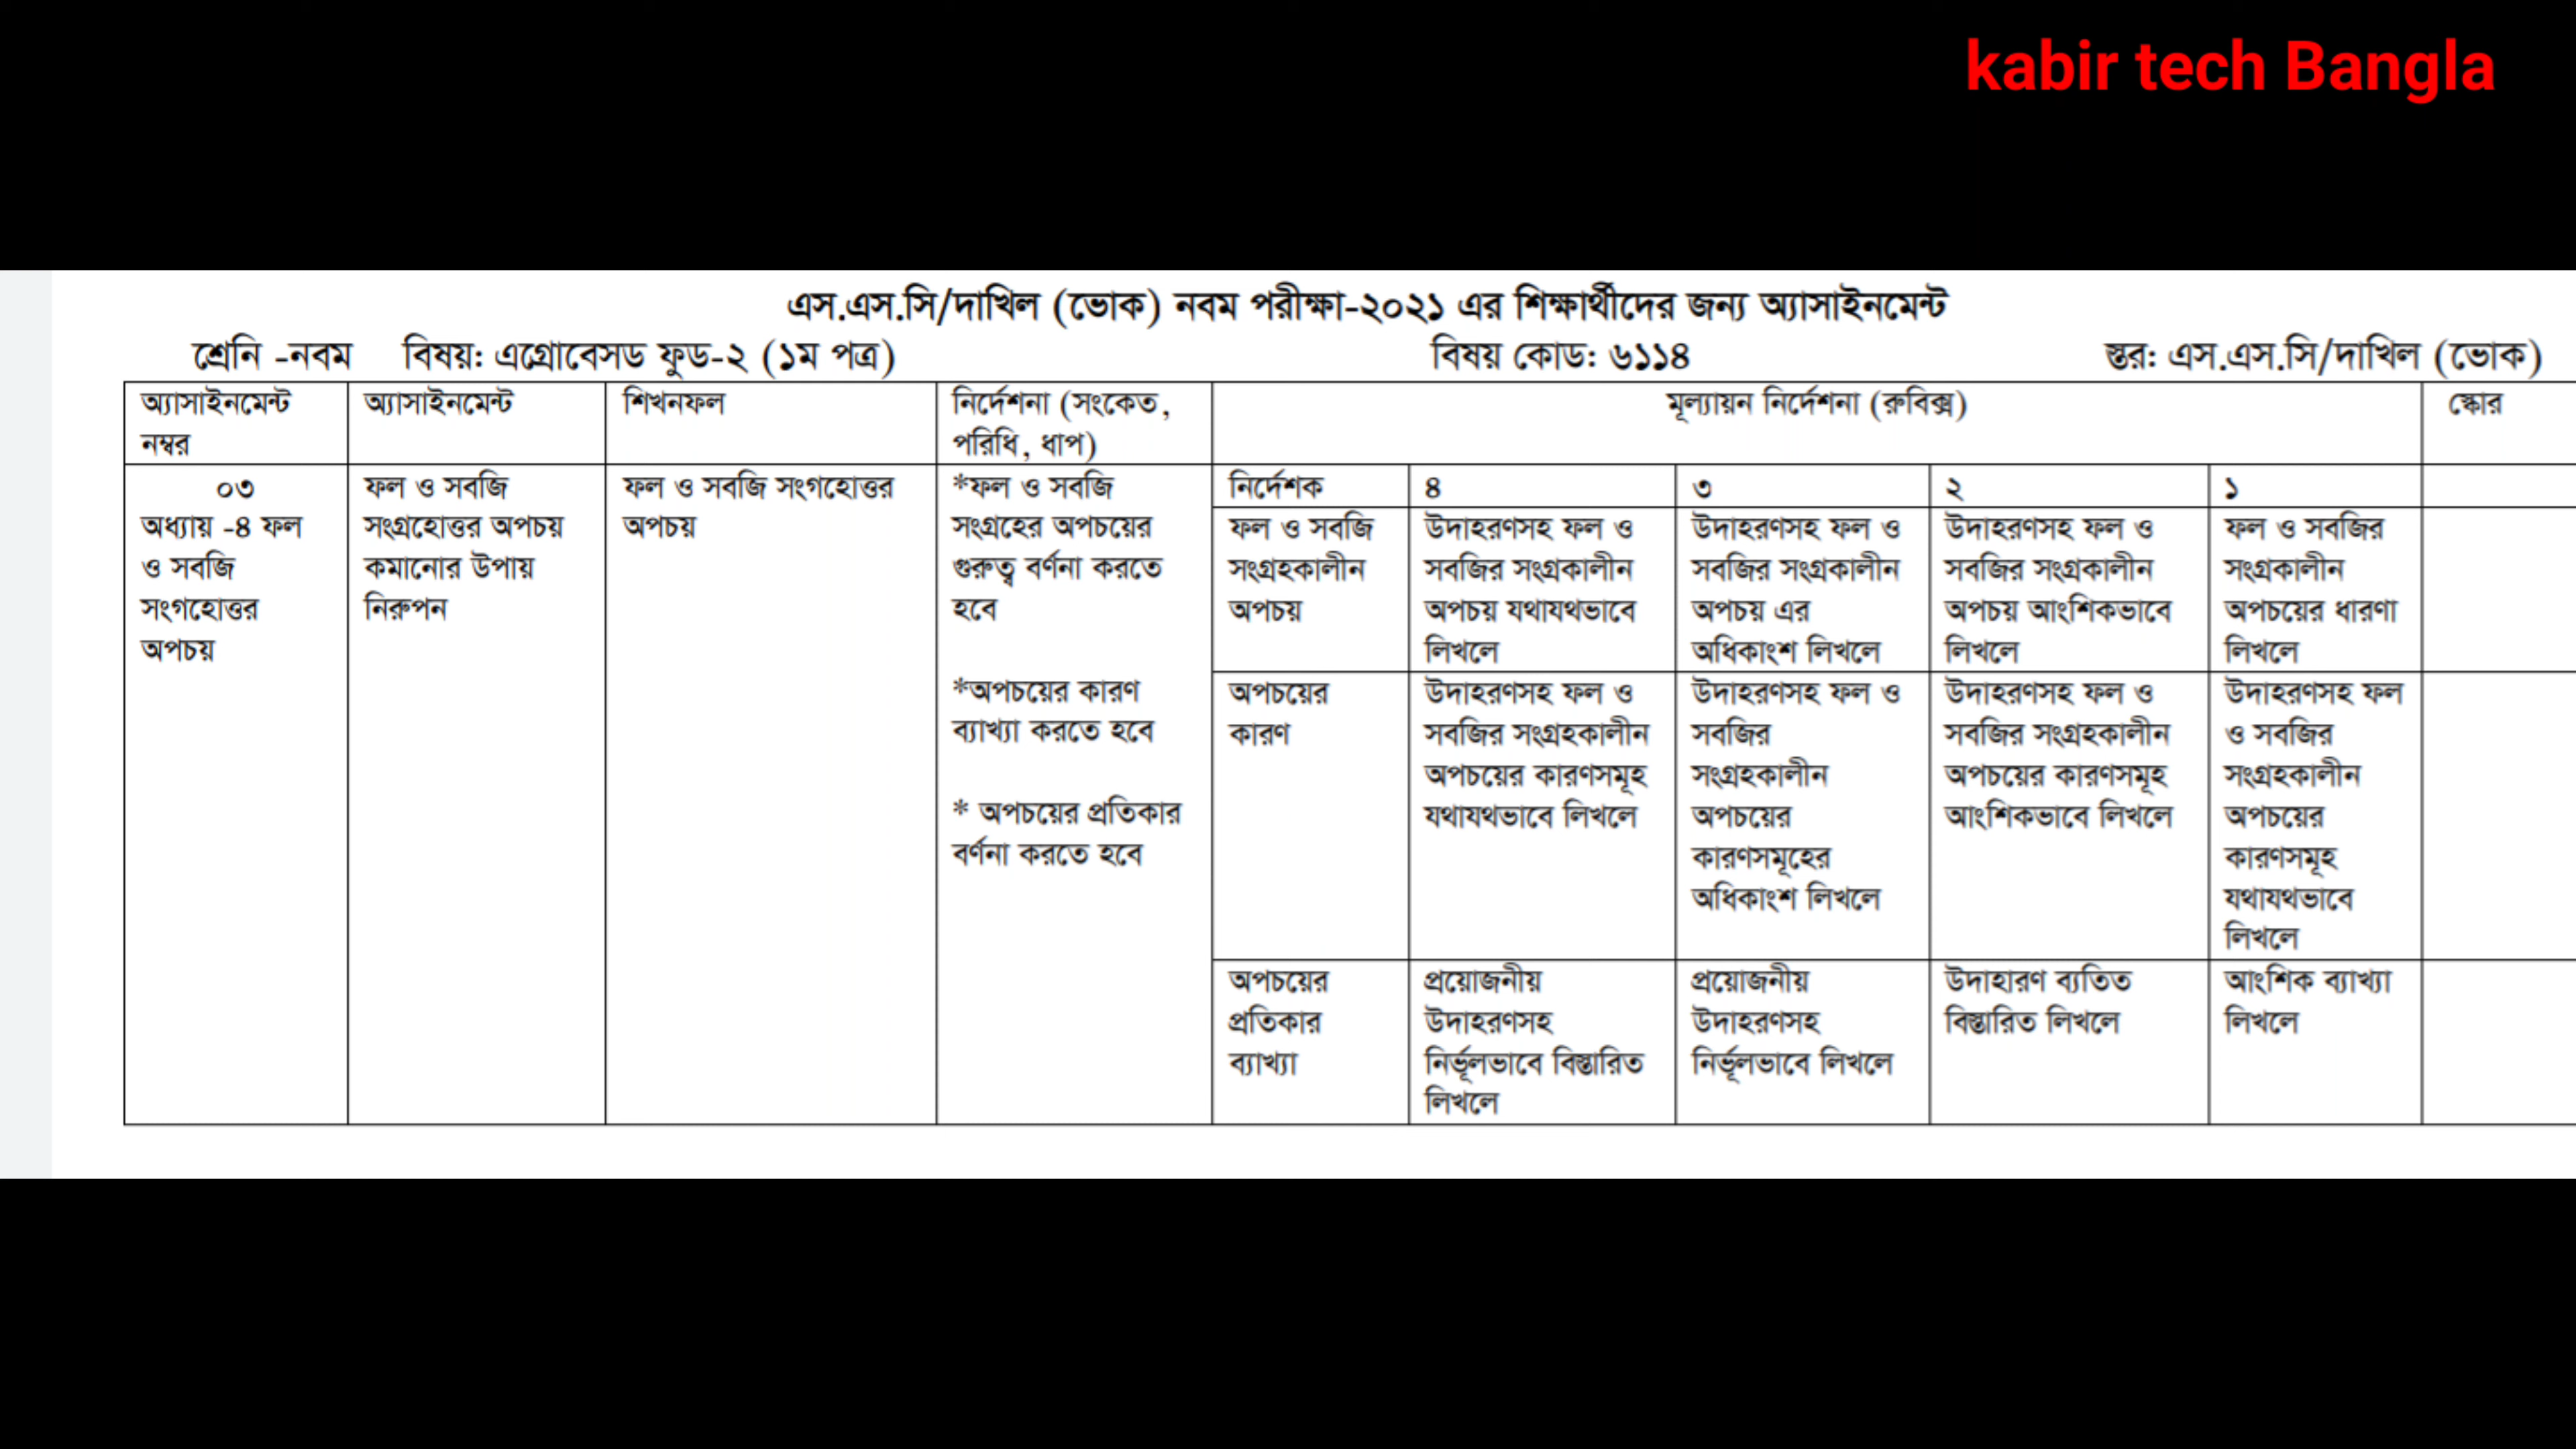 kabir tech Bangla
এস.এস.সি/দাখিল (ভোক) নবম পরীক্ষা-২০২১ এর শিক্ষার্থীদের জন্য অ্যাসাইনমেন্ট
শ্রেনি -নবম বিষয়: এগ্রোবেসড ফুড-২ (১ম পত্র) বিষয় কোড: ৬১১৪ স্তর: এস.এস.সি/দাখিল (ভোক)
অ্যাসাইনমেন্ট
নম্বর
অ্যাসাইনমেন্ট
শিখনফল
নির্দেশনা (সংকেত,
পরিধি, ধাপ)
মূল্যায়ন নির্দেশনা (রুবিক্স)
স্কোর
০৩
অধ্যায় -৪ ফল
ও সবজি
সংগহোত্তর
অপচয়
ফল ও সবজি
সংগ্রহোত্তর অপচয়
কমানোর উপায়
নিরুপন
ফল ও সবজি সংগহোত্তর
অপচয়
*ফল ও সবজি
সংগ্রহের অপচয়ের
গুরুত্ব বর্ণনা করতে
হবে
*অপচয়ের কারণ
ব্যাখ্যা করতে হবে
* অপচয়ের প্রতিকার
বর্ণনা করতে হবে
নির্দেশক
৪
৩
২
১
ফল ও সবজি
সংগ্রহকালীন
অপচয়
উদাহরণসহ ফল ও
সবজির সংগ্রকালীন
অপচয় যথাযথভাবে
লিখলে
উদাহরণসহ ফল ও
সবজির সংগ্রকালীন
অপচয় এর
অধিকাংশ লিখলে
উদাহরণসহ ফল ও
সবজির সংগ্রকালীন
অপচয় আংশিকভাবে
লিখলে
ফল ও সবজির
সংগ্রকালীন
অপচয়ের ধারণা
লিখলে
অপচয়ের
কারণ
উদাহরণসহ ফল ও
সবজির সংগ্রহকালীন
অপচয়ের কারণসমূহ
যথাযথভাবে লিখলে
উদাহরণসহ ফল ও
সবজির
সংগ্রহকালীন
অপচয়ের
কারণসমূহের
অধিকাংশ লিখলে
উদাহরণসহ ফল ও
সবজির সংগ্রহকালীন
অপচয়ের কারণসমূহ
আংশিকভাবে লিখলে
উদাহরণসহ ফল
ও সবজির
সংগ্রহকালীন
অপচয়ের
কারণসমূহ
যথাযথভাবে
লিখলে
অপচয়ের
প্রতিকার
ব্যাখ্যা
প্রয়োজনীয়
উদাহরণসহ
নির্ভূলভাবে বিস্তারিত
লিখলে
প্রয়োজনীয়
উদাহরণসহ
নির্ভূলভাবে লিখলে
উদাহারণ ব্যতিত
বিস্তারিত লিখলে
আংশিক ব্যাখ্যা
লিখলে